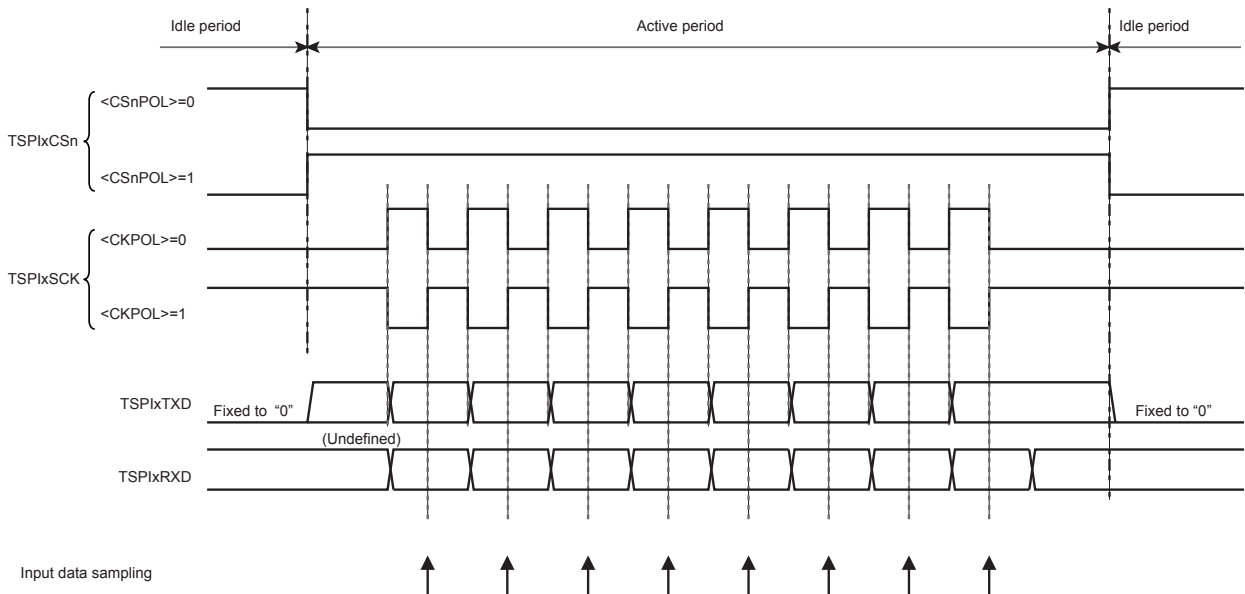 Idle period
Active period
Idle period
<CSnPOL>=0
TSPIxCSn
<CSnPOL>=1
<CKPOL>=0
TSPIxSCK
<CKPOL>=1
TSPIxTXD
Fixed to “0”
Fixed to “0”
(Undefined)
TSPIxRXD
Input data sampling